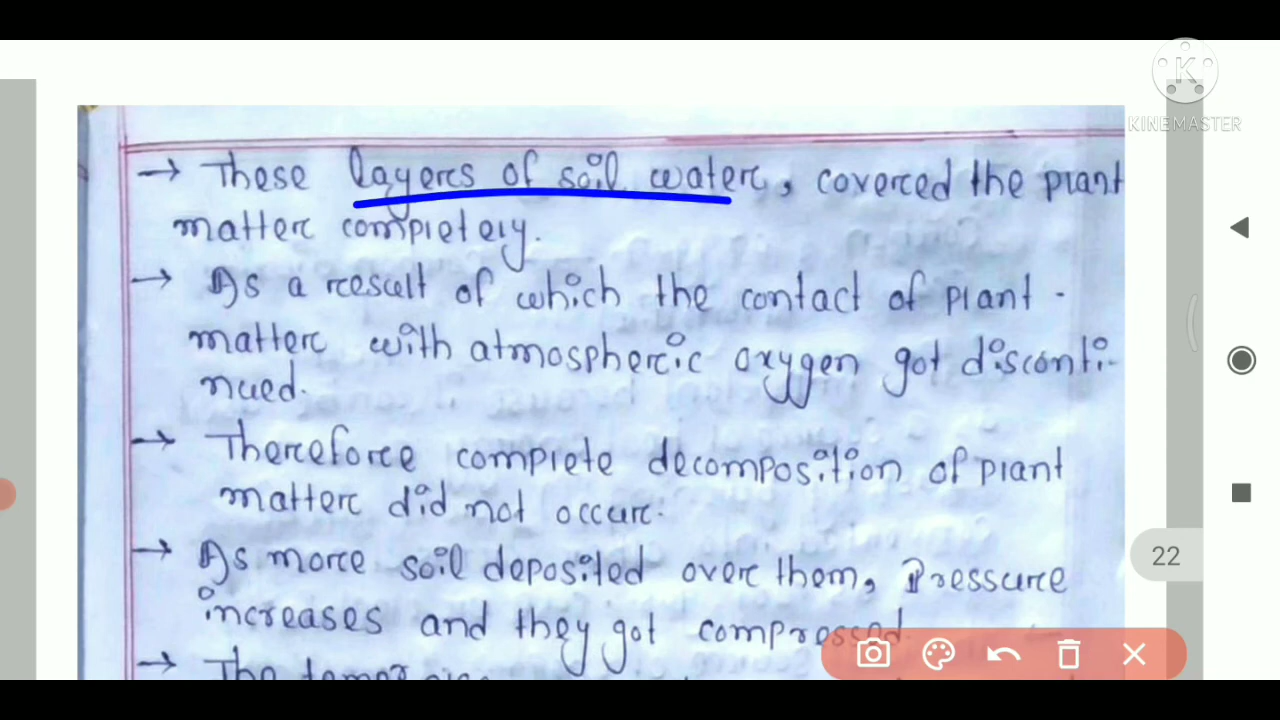 KINEMASTER
→ These layers of soil water, covered the plant
matter completely.
→ As a result of which the contact of plant -
matter with atmospheric oxygen got disconti-
nued.
→ Therefore complete decomposition of plant
matter did not occur.
→ As more soil deposited over them, Pressure
increases and they got compressed.
→ The
22